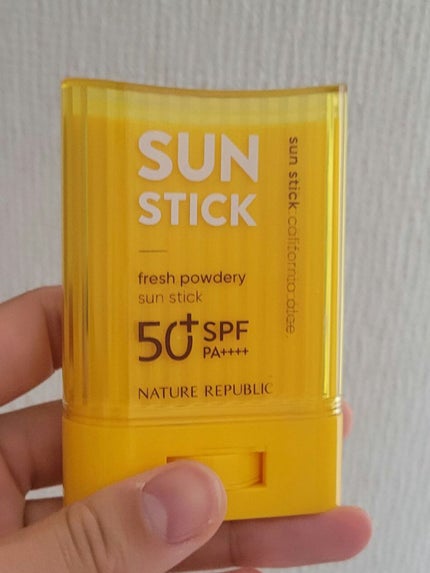 SUN
STICK
fresh powdery
sun stick
50+ SPF
PA++++
NATURE REPUBLIC
sun stick california aloe.